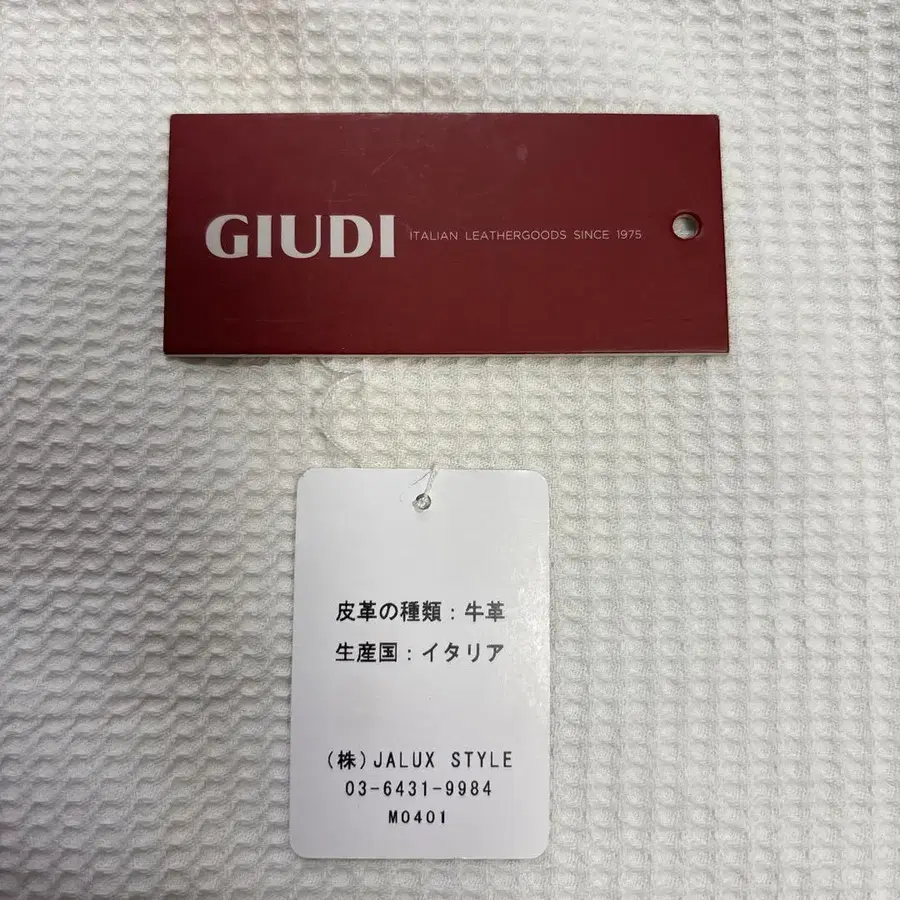 GIUDI ITALIAN LEATHERGOODS SINCE 1975
皮革の種類：牛革
生産国：イタリア
(株)JALUX STYLE
03-6431-9984
M0401